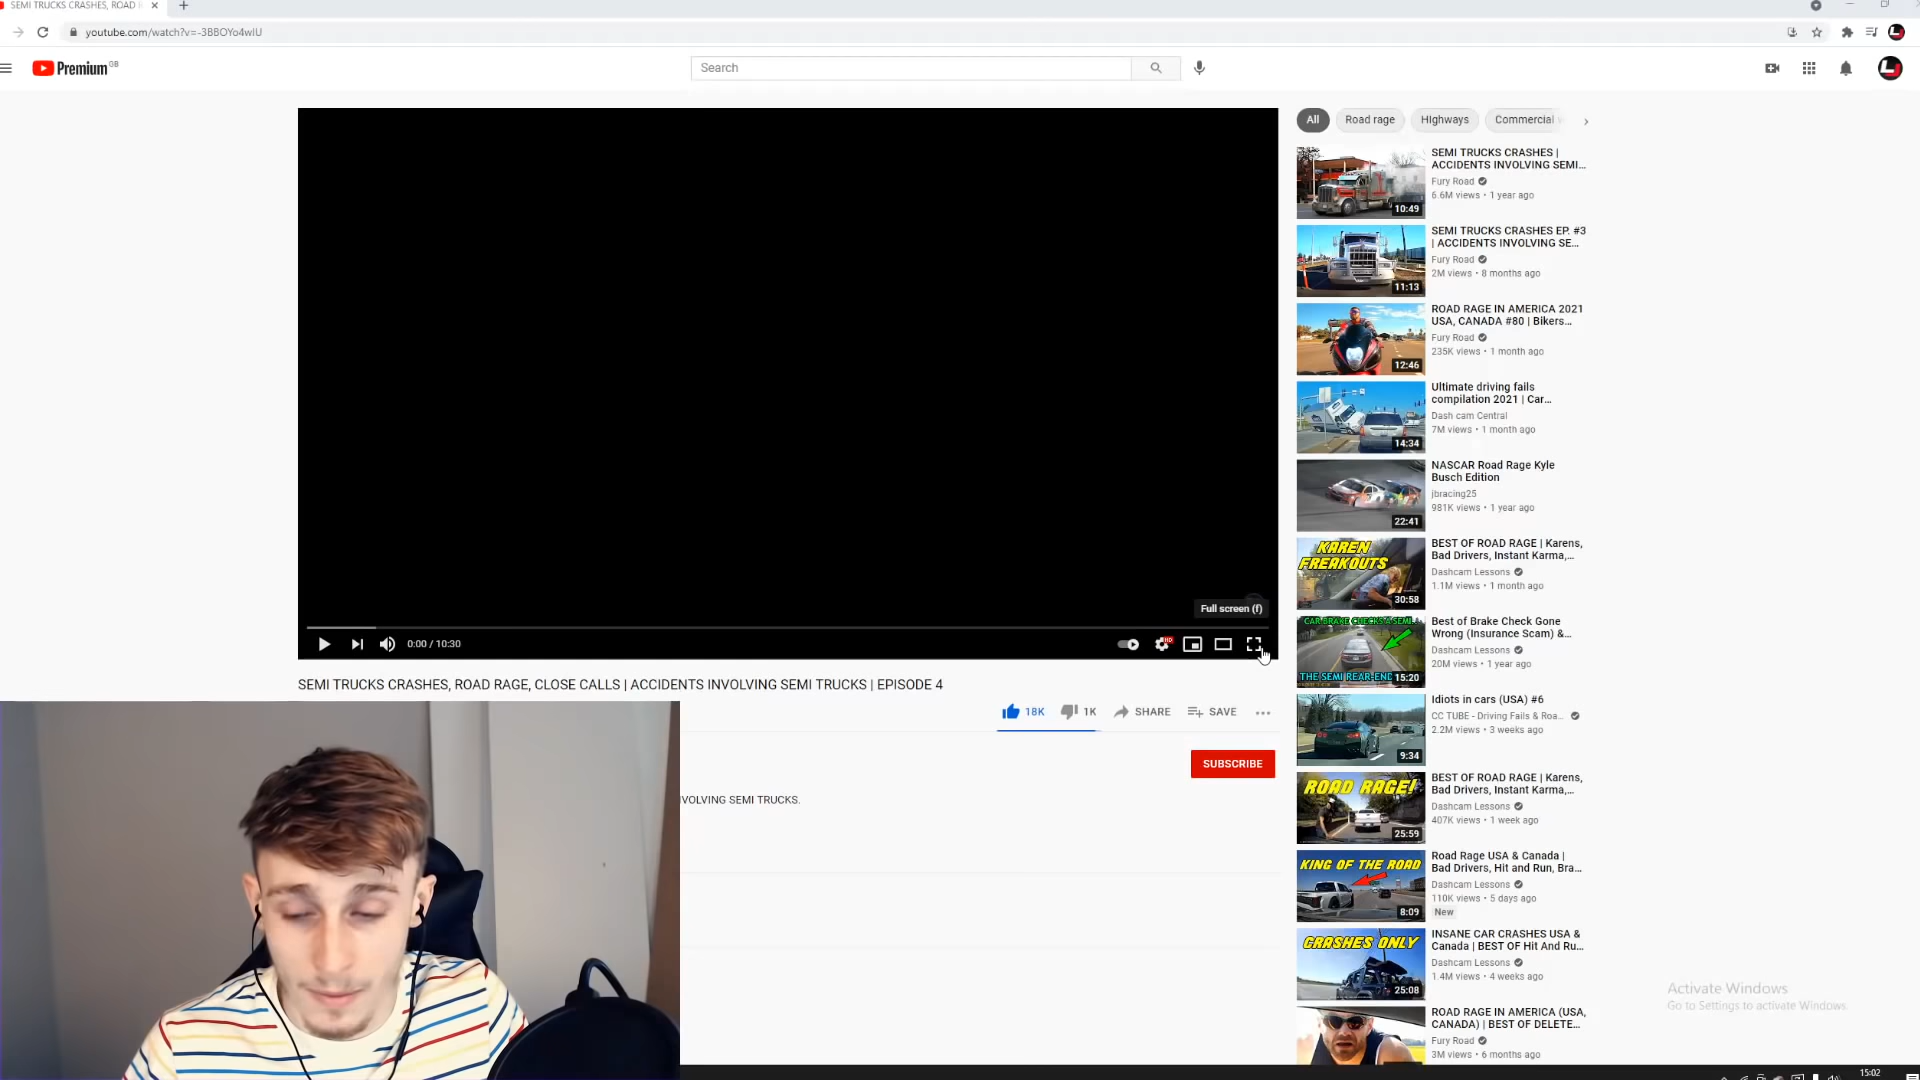 SEMI TRUCKS CRASHES, ROAD
youtube.com/watch?v=-3BBOYo4wIU
Premium GB
Search
All
Road rage
Highways
Commercial
SEMI TRUCKS CRASHES |
ACCIDENTS INVOLVING SEMI...
Fury Road
6.6M views • 1 year ago
10:49
SEMI TRUCKS CRASHES EP. #3
| ACCIDENTS INVOLVING SE...
Fury Road
2M views • 8 months ago
11:13
ROAD RAGE IN AMERICA 2021
USA, CANADA #80 | Bikers...
Fury Road
235K views • 1 month ago
12:46
Ultimate driving fails
compilation 2021 | Car...
Dash cam Central
7M views • 1 month ago
14:34
NASCAR Road Rage Kyle
Busch Edition
jbracing25
981K views • 1 year ago
22:41
KAREN
FREAKOUTS
BEST OF ROAD RAGE | Karens,
Bad Drivers, Instant Karma,...
Dashcam Lessons
1.1M views • 1 month ago
30:58
CAR BRAKE CHECKS A SEMI..
THE SEMI REAR-END
Best of Brake Check Gone
Wrong (Insurance Scam) &...
Dashcam Lessons
20M views • 1 year ago
15:20
Idiots in cars (USA) #6
CC TUBE - Driving Fails & Roa...
2.2M views • 3 weeks ago
9:34
ROAD RAGE!
BEST OF ROAD RAGE | Karens,
Bad Drivers, Instant Karma,...
Dashcam Lessons
407K views • 1 week ago
25:59
KING OF THE ROAD
Road Rage USA & Canada |
Bad Drivers, Hit and Run, Bra...
Dashcam Lessons
110K views • 5 days ago
New
8:09
CRASHES ONLY
INSANE CAR CRASHES USA &
Canada | BEST OF Hit And Ru...
Dashcam Lessons
1.4M views • 4 weeks ago
25:08
ROAD RAGE IN AMERICA (USA,
CANADA) | BEST OF DELETE...
Fury Road
3M views • 6 months ago
Full screen (f)
0:00 / 10:30
HD
SEMI TRUCKS CRASHES, ROAD RAGE, CLOSE CALLS | ACCIDENTS INVOLVING SEMI TRUCKS | EPISODE 4
18K
1K
SHARE
SAVE
SUBSCRIBE
VOLVING SEMI TRUCKS.
Activate Windows
Go to Settings to activate Windows.
15:02